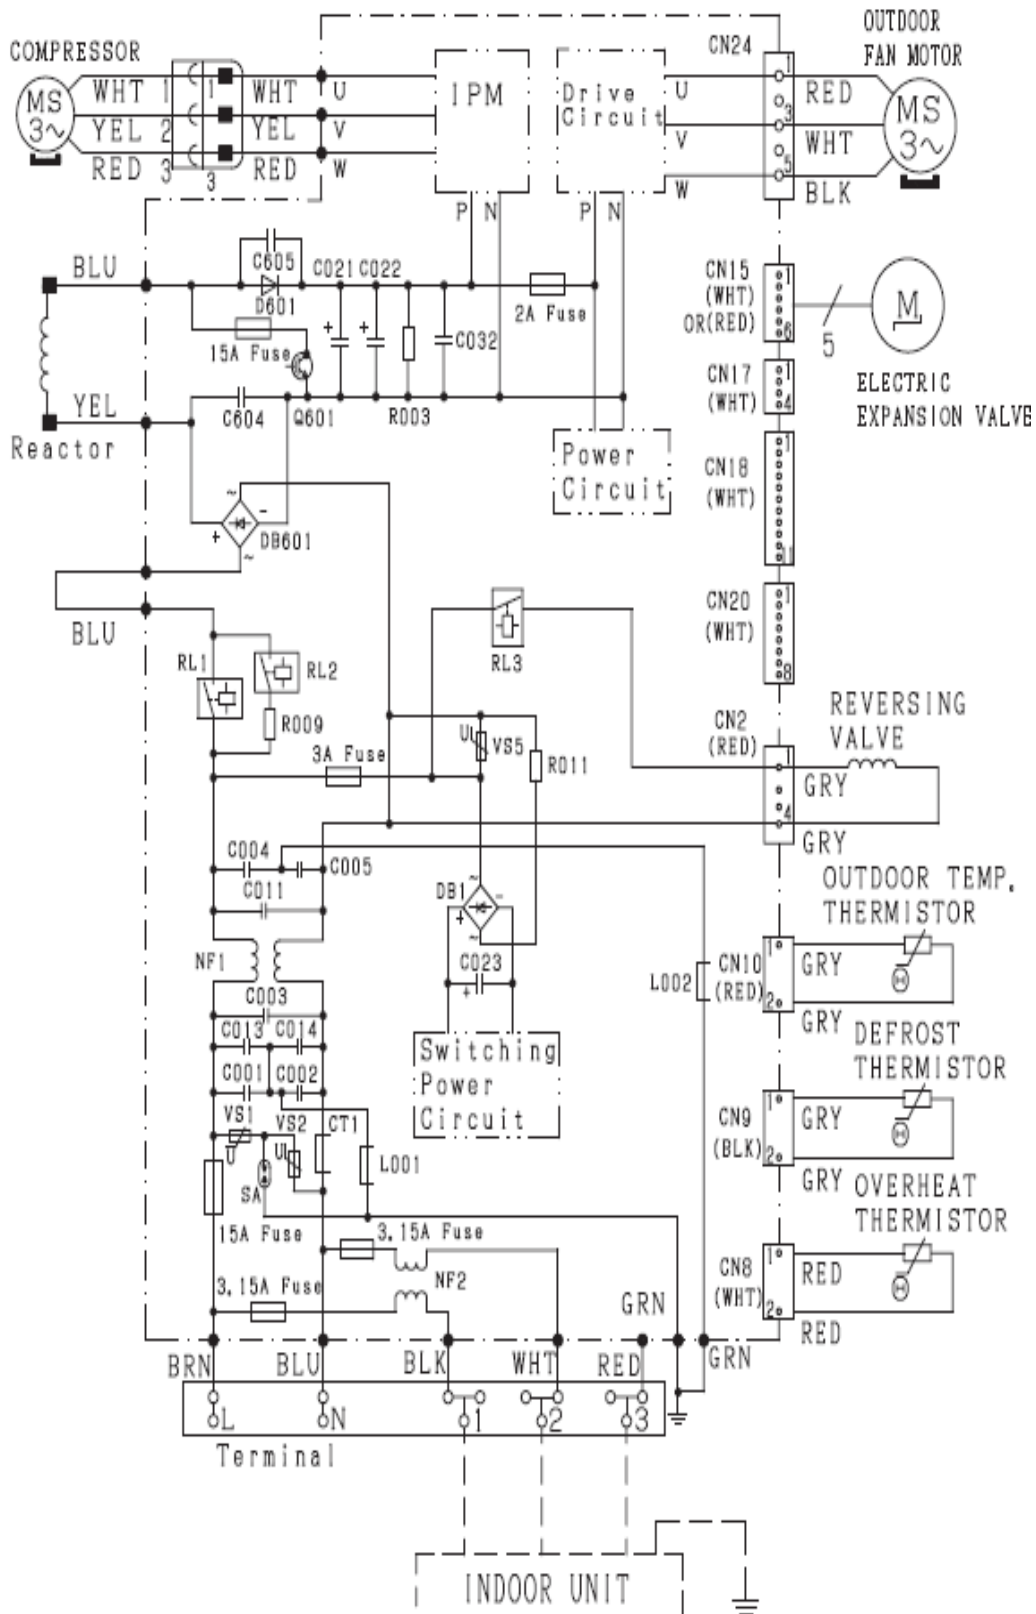 OUTDOOR
FAN MOTOR
COMPRESSOR
CN24
MS
3~
WHT 1 1 WHT U
YEL 2 YEL V
RED 3 3 RED W
IPM
Drive
Circuit
U
V
W
1
3
5
RED
WHT
BLK
MS
3~
P N
P N
BLU
C605
D601
C021 C022
+
+
15A Fuse
Q601
R003
C032
2A Fuse
C604
YEL
Reactor
CN15
(WHT)
OR(RED)
1
6
5
M
ELECTRIC
EXPANSION VALVE
CN17
(WHT)
1
4
Power
Circuit
CN18
(WHT)
1
11
~
+
-
~
DB601
BLU
CN20
(WHT)
1
8
RL3
RL1
RL2
R009
3A Fuse
U
VS5
R011
CN2
(RED)
1
4
REVERSING
VALVE
GRY
GRY
C004
C005
C011
NF1
DB1
~
+
-
~
C023
+
L002
OUTDOOR TEMP.
THERMISTOR
CN10
(RED)
1
2
GRY
GRY
Θ
C003
C013 C014
C001 C002
Switching
Power
Circuit
DEFROST
THERMISTOR
CN9
(BLK)
1
2
GRY
GRY
Θ
VS1
U
VS2
U
CT1
L001
SA
15A Fuse
3.15A Fuse
3.15A Fuse
NF2
OVERHEAT
THERMISTOR
CN8
(WHT)
1
2
RED
RED
Θ
GRN
BRN
BLU
BLK
WHT
RED
GRN
L
N
1
2
3
Terminal
INDOOR UNIT